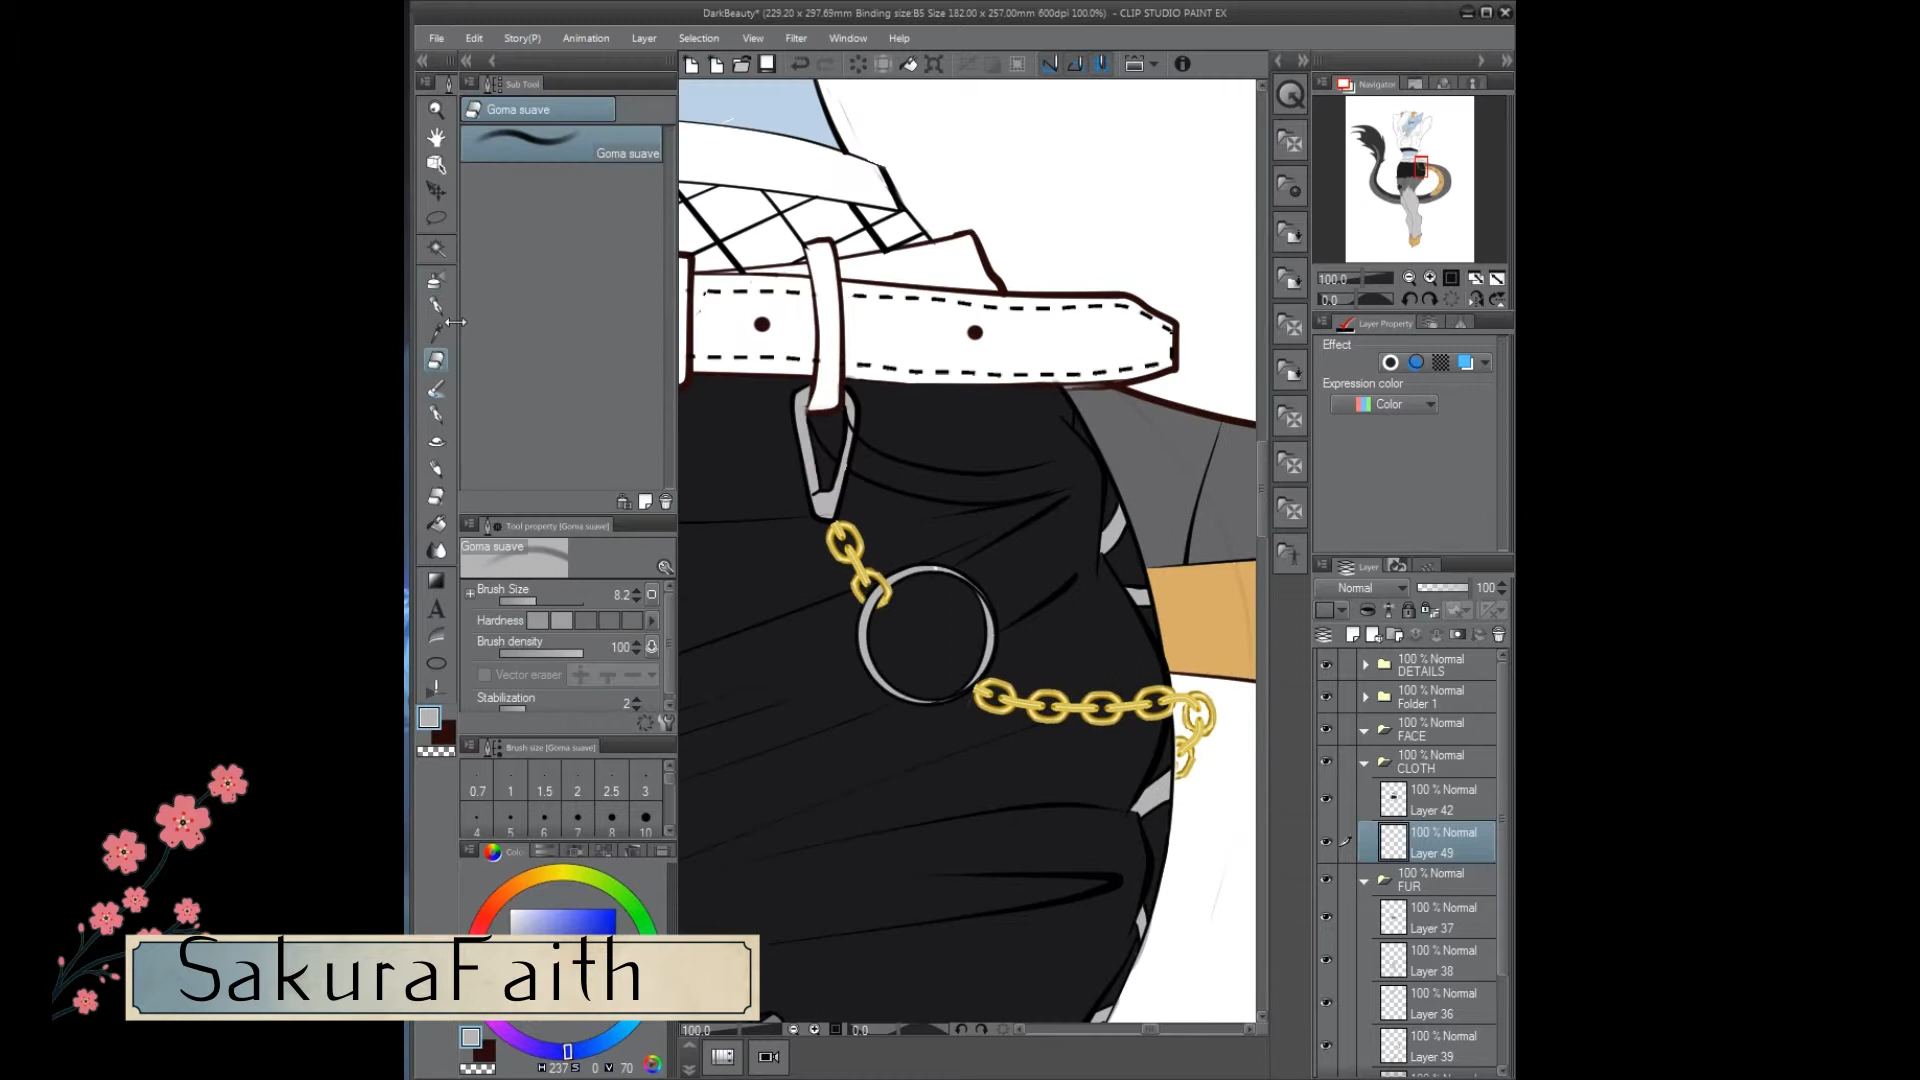 DarkBeauty* (229.20 x 297.69mm Binding size:B5 Size 182.00 x 257.00mm 600dpi 100.0%) - CLIP STUDIO PAINT EX
File Edit Story(P) Animation Layer Selection View Filter Window Help
Sub Tool
Goma suave
Goma suave
Tool property [Goma suave]
Goma suave
Brush Size 8.2
Hardness
Brush density 100
Vector eraser
Stabilization 2
Brush size [Goma suave]
0.7 1 1.5 2 2.5 3
4 5 6 7 8 10
H 237 S 0 V 70
100.0 0.0
Navigator
100.0
0.0
Layer Property
Effect
Expression color
Color
Layer
Normal 100
100 % Normal
DETAILS
100 % Normal
Folder 1
100 % Normal
FACE
100 % Normal
CLOTH
100 % Normal
Layer 42
100 % Normal
Layer 49
100 % Normal
FUR
100 % Normal
Layer 37
100 % Normal
Layer 38
100 % Normal
Layer 36
100 % Normal
Layer 39
SakuraFaith